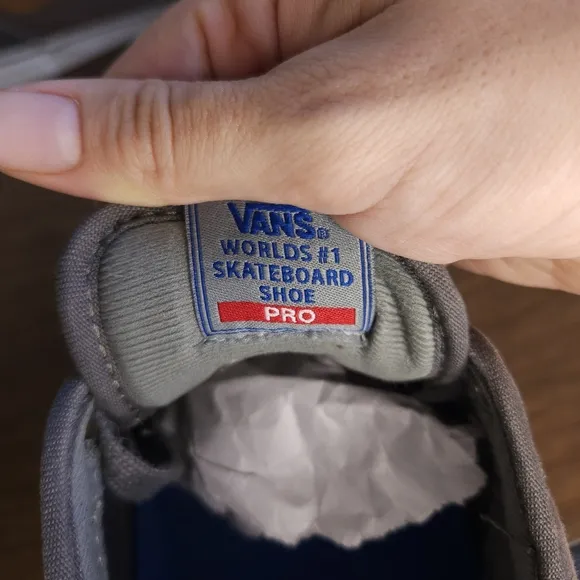 VANS®
WORLDS #1
SKATEBOARD
SHOE
PRO